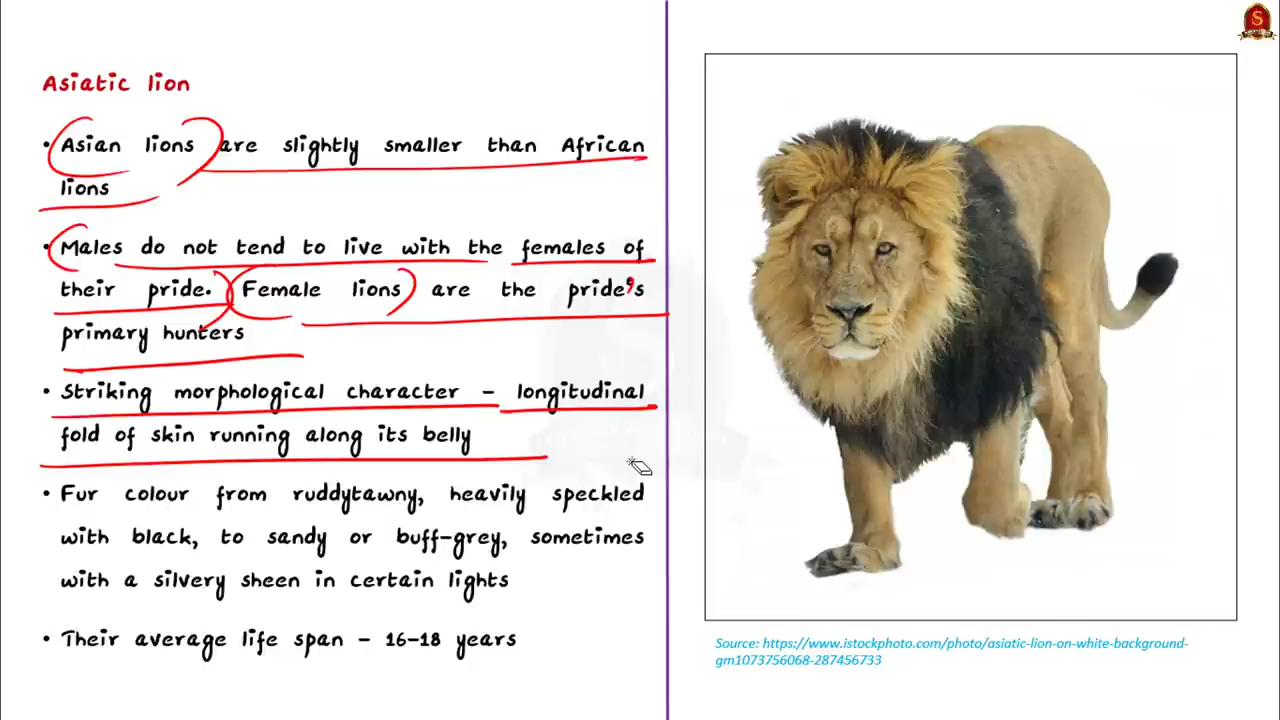 Asiatic lion
• Asian lions are slightly smaller than African
lions
• Males do not tend to live with the females of
their pride. Female lions are the pride's
primary hunters
• Striking morphological character – longitudinal
fold of skin running along its belly
• Fur colour from ruddytawny, heavily speckled
with black, to sandy or buff-grey, sometimes
with a silvery sheen in certain lights
• Their average life span – 16-18 years
Source: https://www.istockphoto.com/photo/asiatic-lion-on-white-background-
gm1073756068-287456733